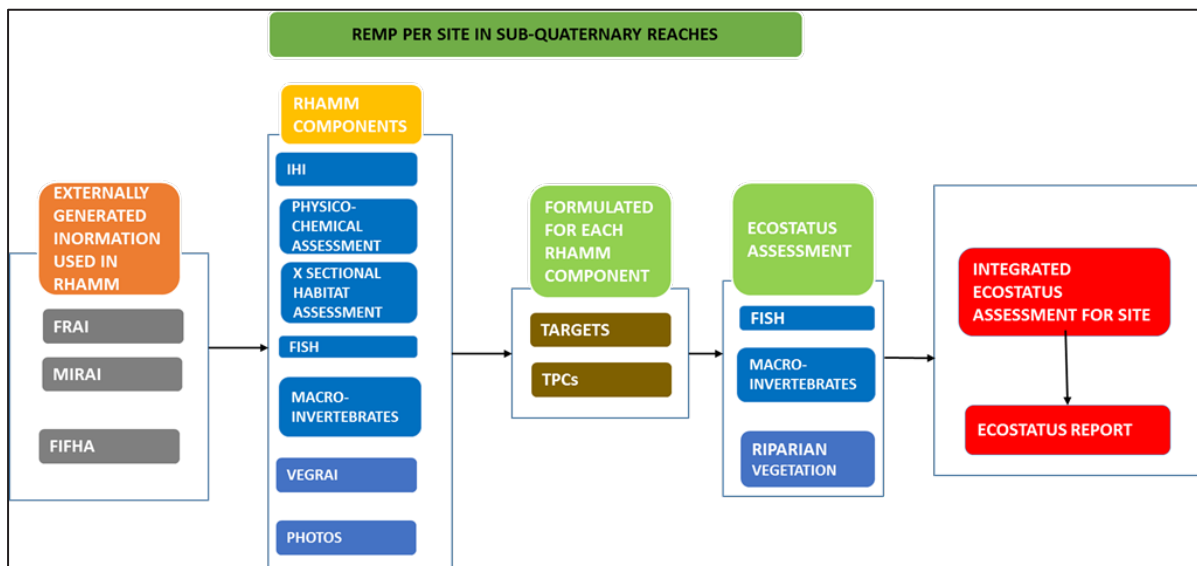 REMP PER SITE IN SUB-QUATERNARY REACHES
EXTERNALLY
GENERATED
INORMATION
USED IN
RHAMM
FRAI
MIRAI
FIFHA
RHAMM
COMPONENTS
IHI
PHYSICO-
CHEMICAL
ASSESSMENT
X SECTIONAL
HABITAT
ASSESSMENT
FISH
MACRO-
INVERTEBRATES
VEGRAI
PHOTOS
FORMULATED
FOR EACH
RHAMM
COMPONENT
TARGETS
TPCs
ECOSTATUS
ASSESSMENT
FISH
MACRO-
INVERTEBRATES
RIPARIAN
VEGETATION
INTEGRATED
ECOSTATUS
ASSESSMENT FOR SITE
ECOSTATUS REPORT